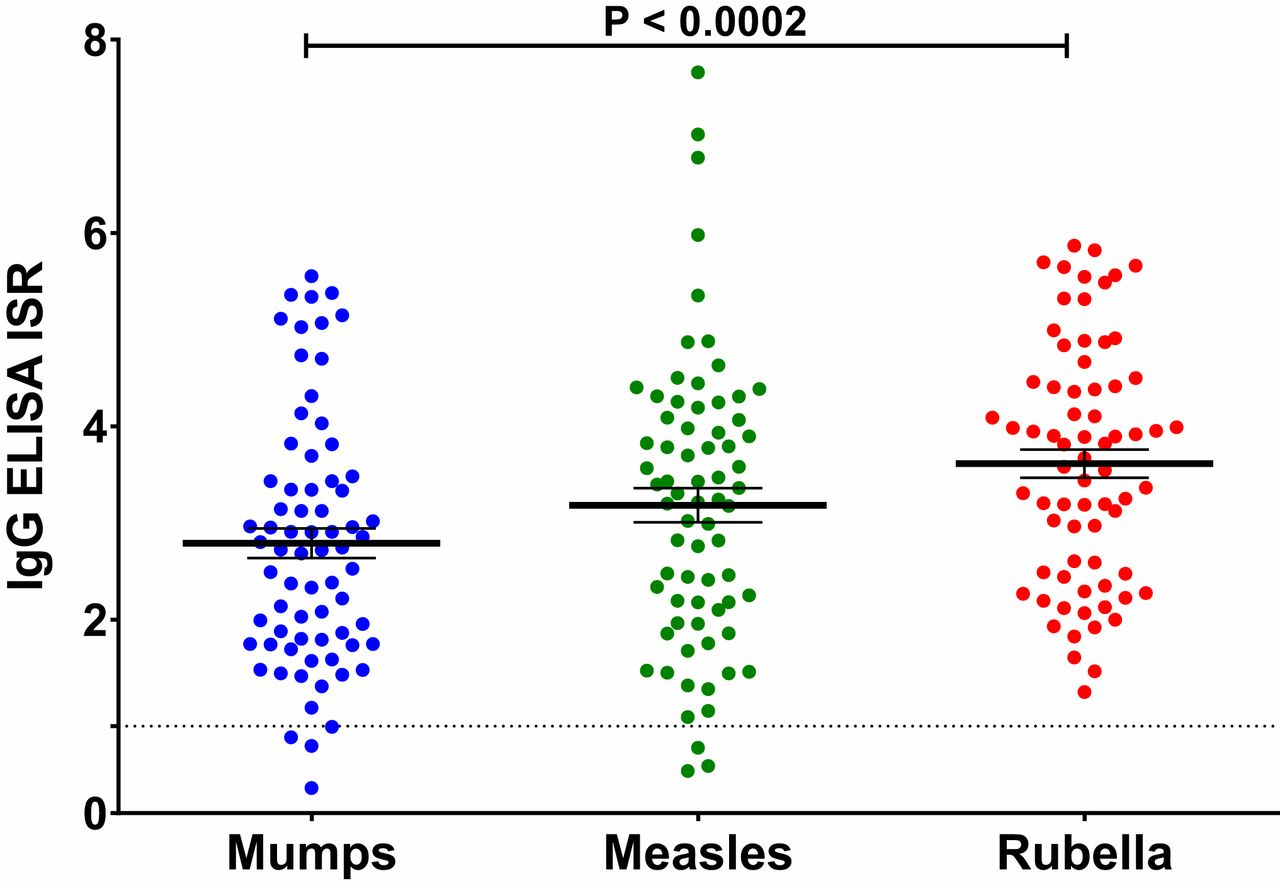 P < 0.0002
IgG ELISA ISR
8
6
4
2
0
Mumps Measles Rubella